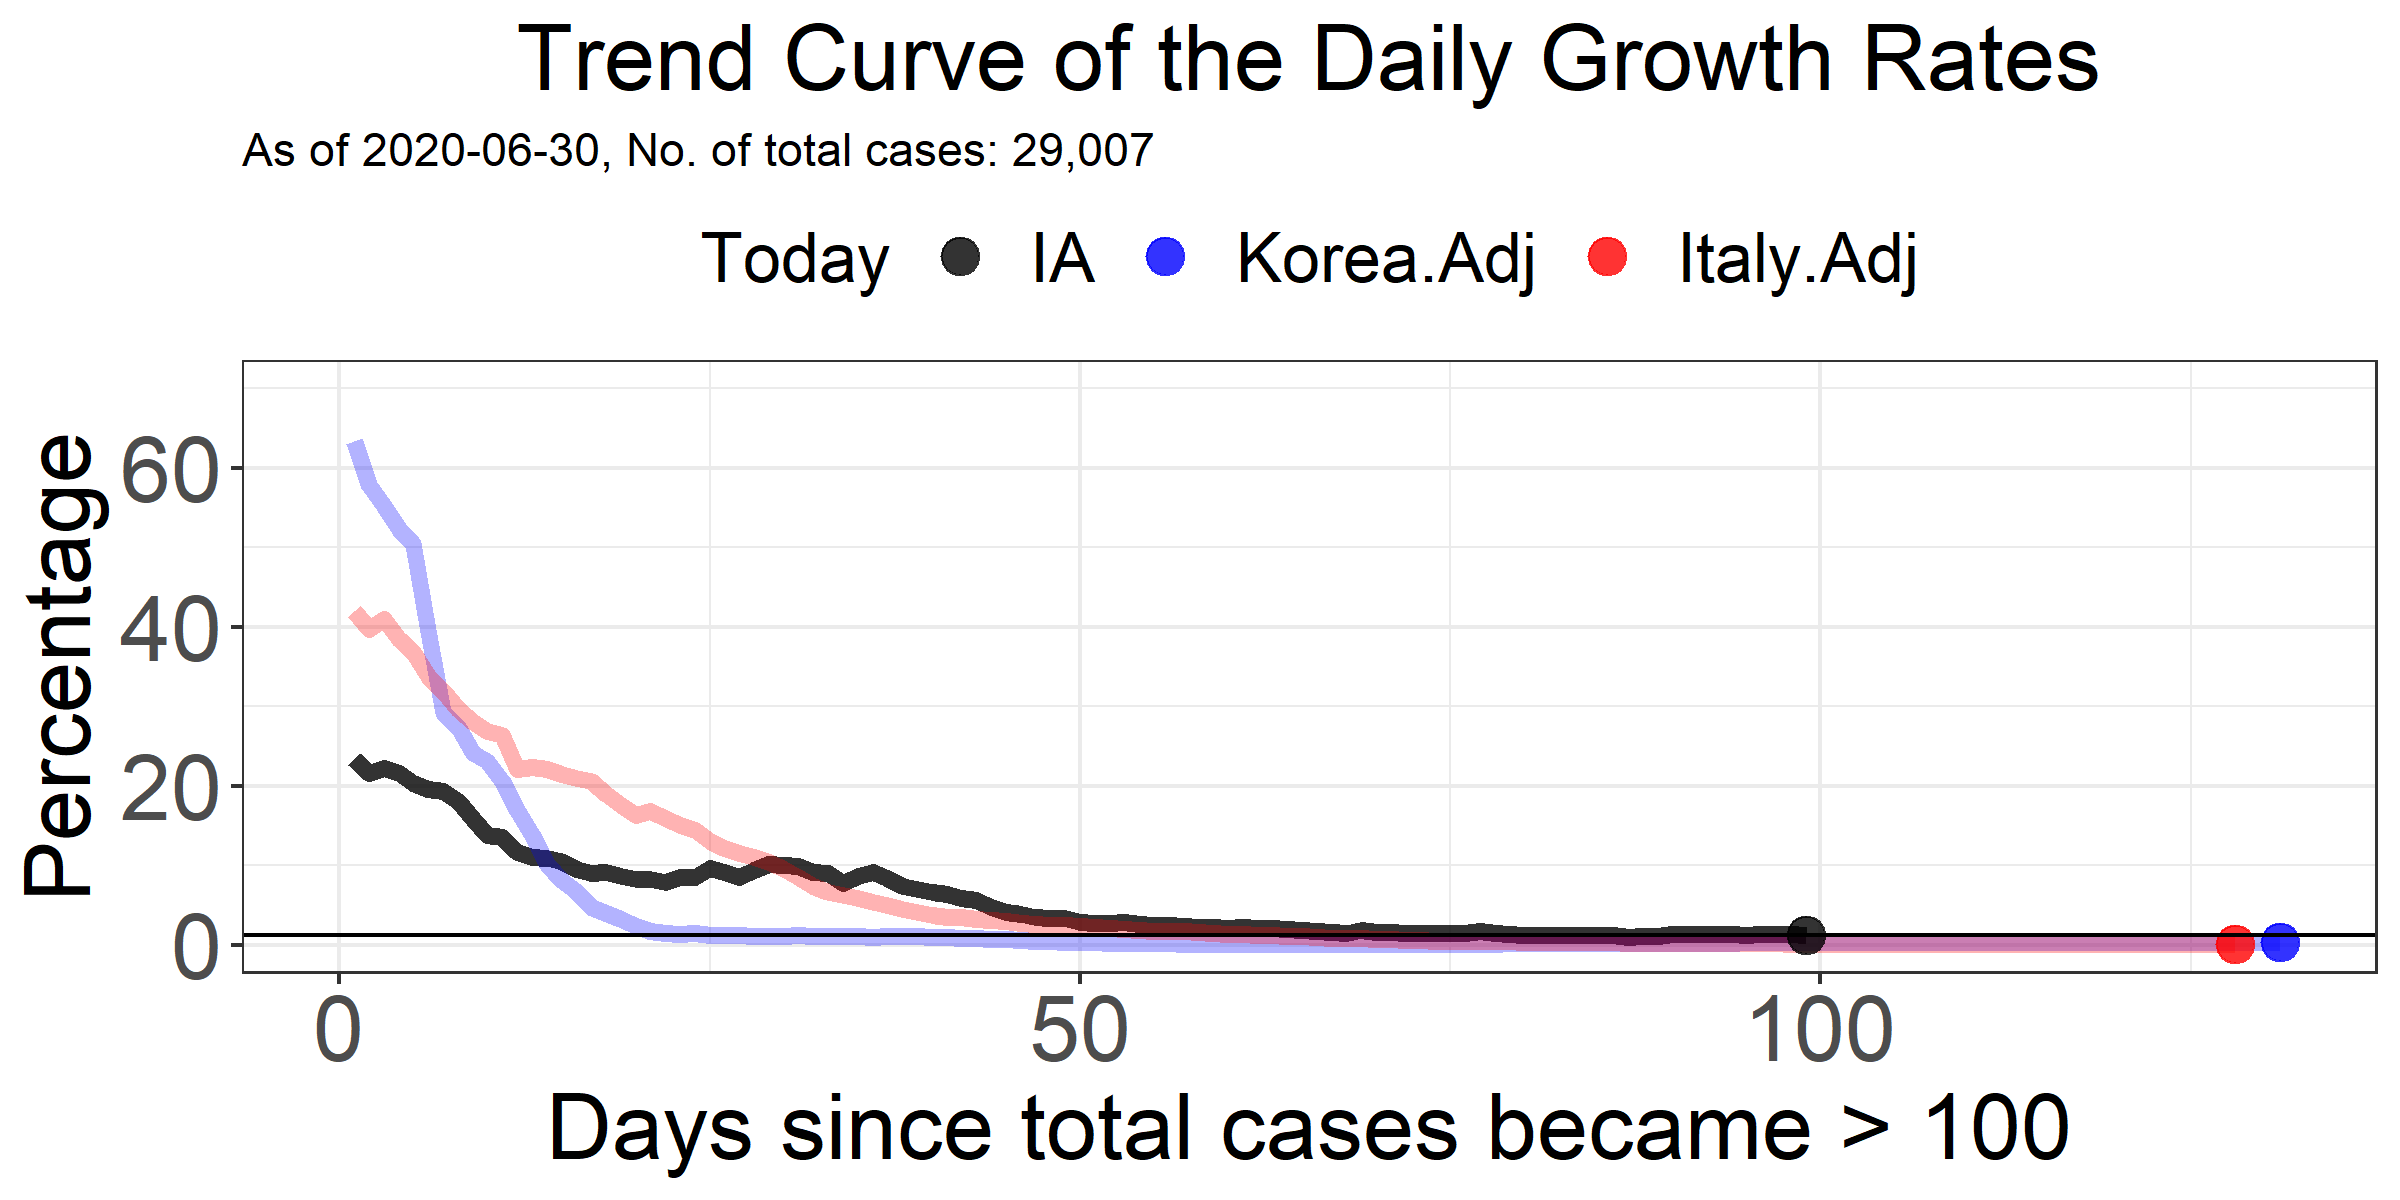 Trend Curve of the Daily Growth Rates
As of 2020-06-30, No. of total cases: 29,007
Today IA Korea.Adj Italy.Adj
Percentage
60
40
20
0
0 50 100
Days since total cases became > 100